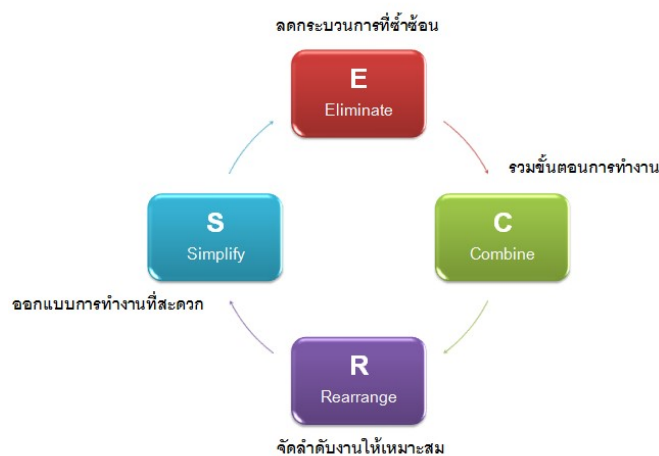 ลดกระบวนการที่ซ้ำซ้อน
E
Eliminate
รวมขั้นตอนการทำงาน
C
Combine
R
Rearrange
จัดลำดับงานให้เหมาะสม
S
Simplify
ออกแบบการทำงานที่สะดวก